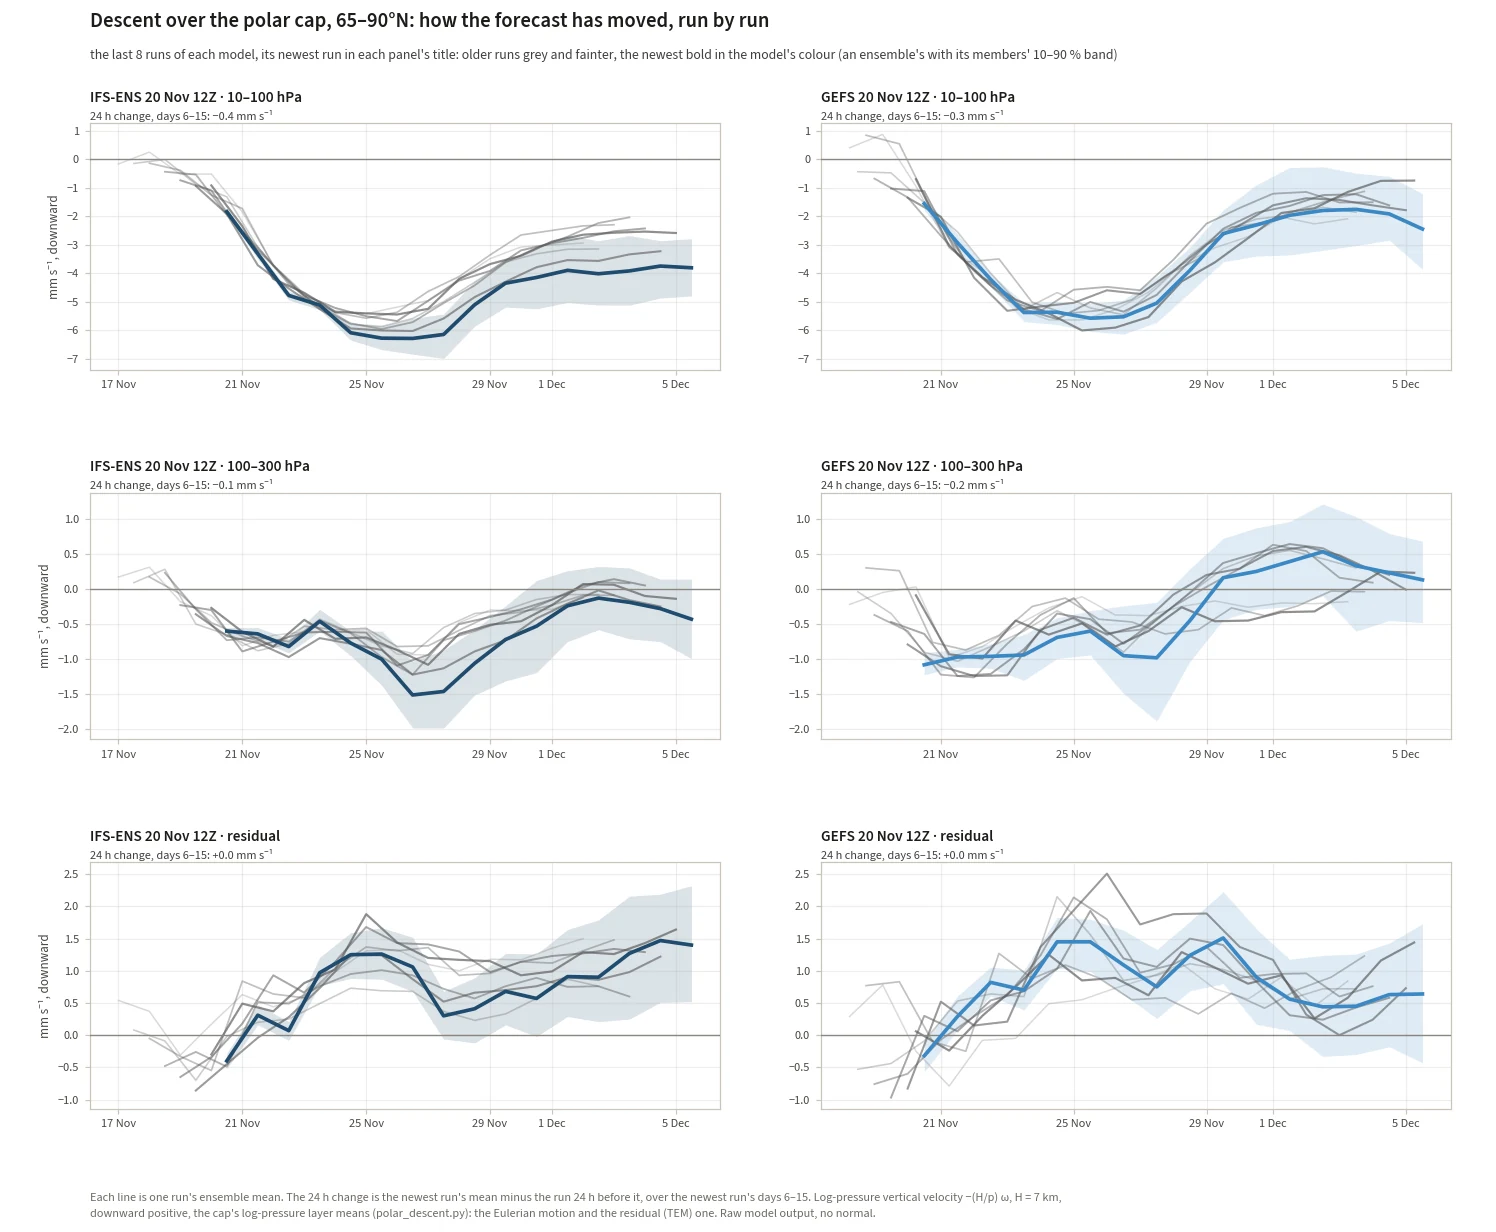 Descent over the polar cap, 65–90°N: how the forecast has moved, run by run
the last 8 runs of each model, its newest run in each panel's title: older runs grey and fainter, the newest bold in the model's colour (an ensemble's with its members' 10–90 % band)
IFS-ENS 20 Nov 12Z · 10–100 hPa
24 h change, days 6–15: −0.4 mm s⁻¹
mm s⁻¹, downward
1
0
−1
−2
−3
−4
−5
−6
−7
17 Nov
21 Nov
25 Nov
29 Nov
1 Dec
5 Dec
GEFS 20 Nov 12Z · 10–100 hPa
24 h change, days 6–15: −0.3 mm s⁻¹
1
0
−1
−2
−3
−4
−5
−6
−7
21 Nov
25 Nov
29 Nov
1 Dec
5 Dec
IFS-ENS 20 Nov 12Z · 100–300 hPa
24 h change, days 6–15: −0.1 mm s⁻¹
mm s⁻¹, downward
1.0
0.5
0.0
−0.5
−1.0
−1.5
−2.0
17 Nov
21 Nov
25 Nov
29 Nov
1 Dec
5 Dec
GEFS 20 Nov 12Z · 100–300 hPa
24 h change, days 6–15: −0.2 mm s⁻¹
1.0
0.5
0.0
−0.5
−1.0
−1.5
−2.0
21 Nov
25 Nov
29 Nov
1 Dec
5 Dec
IFS-ENS 20 Nov 12Z · residual
24 h change, days 6–15: +0.0 mm s⁻¹
mm s⁻¹, downward
2.5
2.0
1.5
1.0
0.5
0.0
−0.5
−1.0
17 Nov
21 Nov
25 Nov
29 Nov
1 Dec
5 Dec
GEFS 20 Nov 12Z · residual
24 h change, days 6–15: +0.0 mm s⁻¹
2.5
2.0
1.5
1.0
0.5
0.0
−0.5
−1.0
21 Nov
25 Nov
29 Nov
1 Dec
5 Dec
Each line is one run's ensemble mean. The 24 h change is the newest run's mean minus the run 24 h before it, over the newest run's days 6–15. Log-pressure vertical velocity −(H/p) ω, H = 7 km,
downward positive, the cap's log-pressure layer means (polar_descent.py): the Eulerian motion and the residual (TEM) one. Raw model output, no normal.